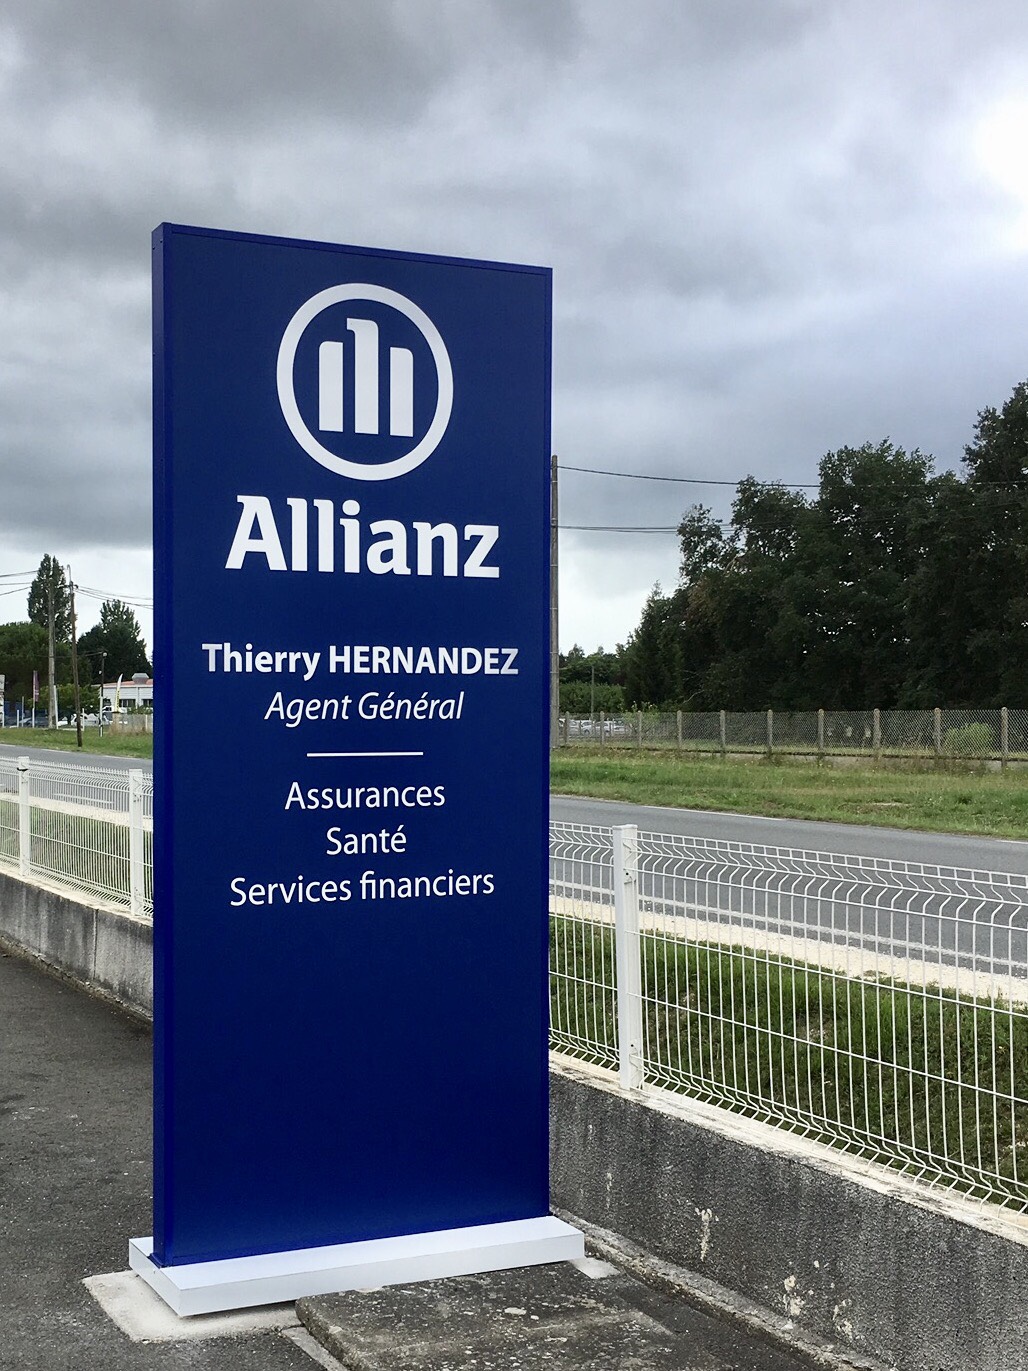 Allianz
Thierry HERNANDEZ
Agent Général
Assurances
Santé
Services financiers